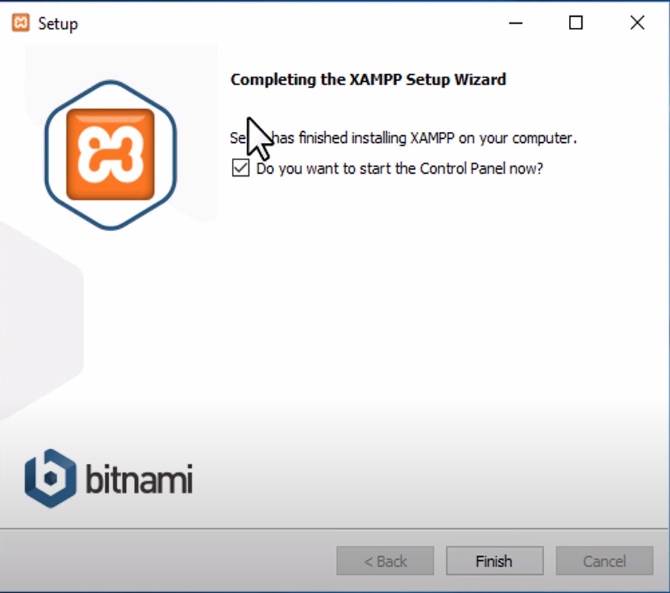 Setup
Completing the XAMPP Setup Wizard
has finished installing XAMPP on your computer.
Do you want to start the Control Panel now?
bitnami
< Back
Finish
Cancel